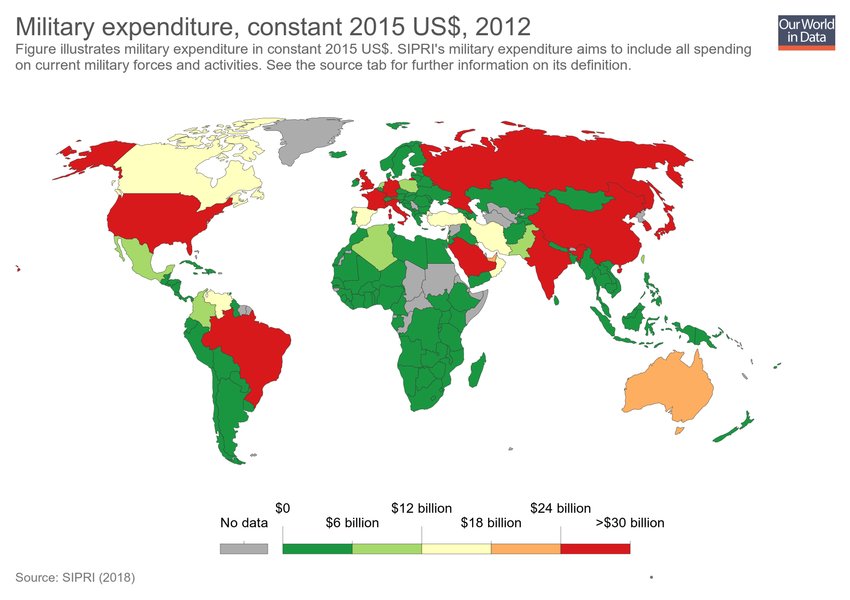 Military expenditure, constant 2015 US$, 2012
Our World
in Data
Figure illustrates military expenditure in constant 2015 US$. SIPRI's military expenditure aims to include all spending
on current military forces and activities. See the source tab for further information on its definition.
$0
$12 billion
$24 billion
No data
$6 billion
$18 billion
>$30 billion
Source: SIPRI (2018)